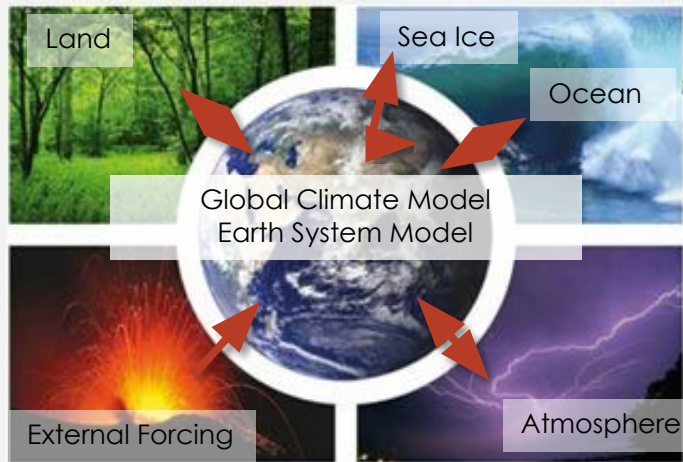 Land
Sea Ice
Ocean
Global Climate Model
Earth System Model
External Forcing
Atmosphere